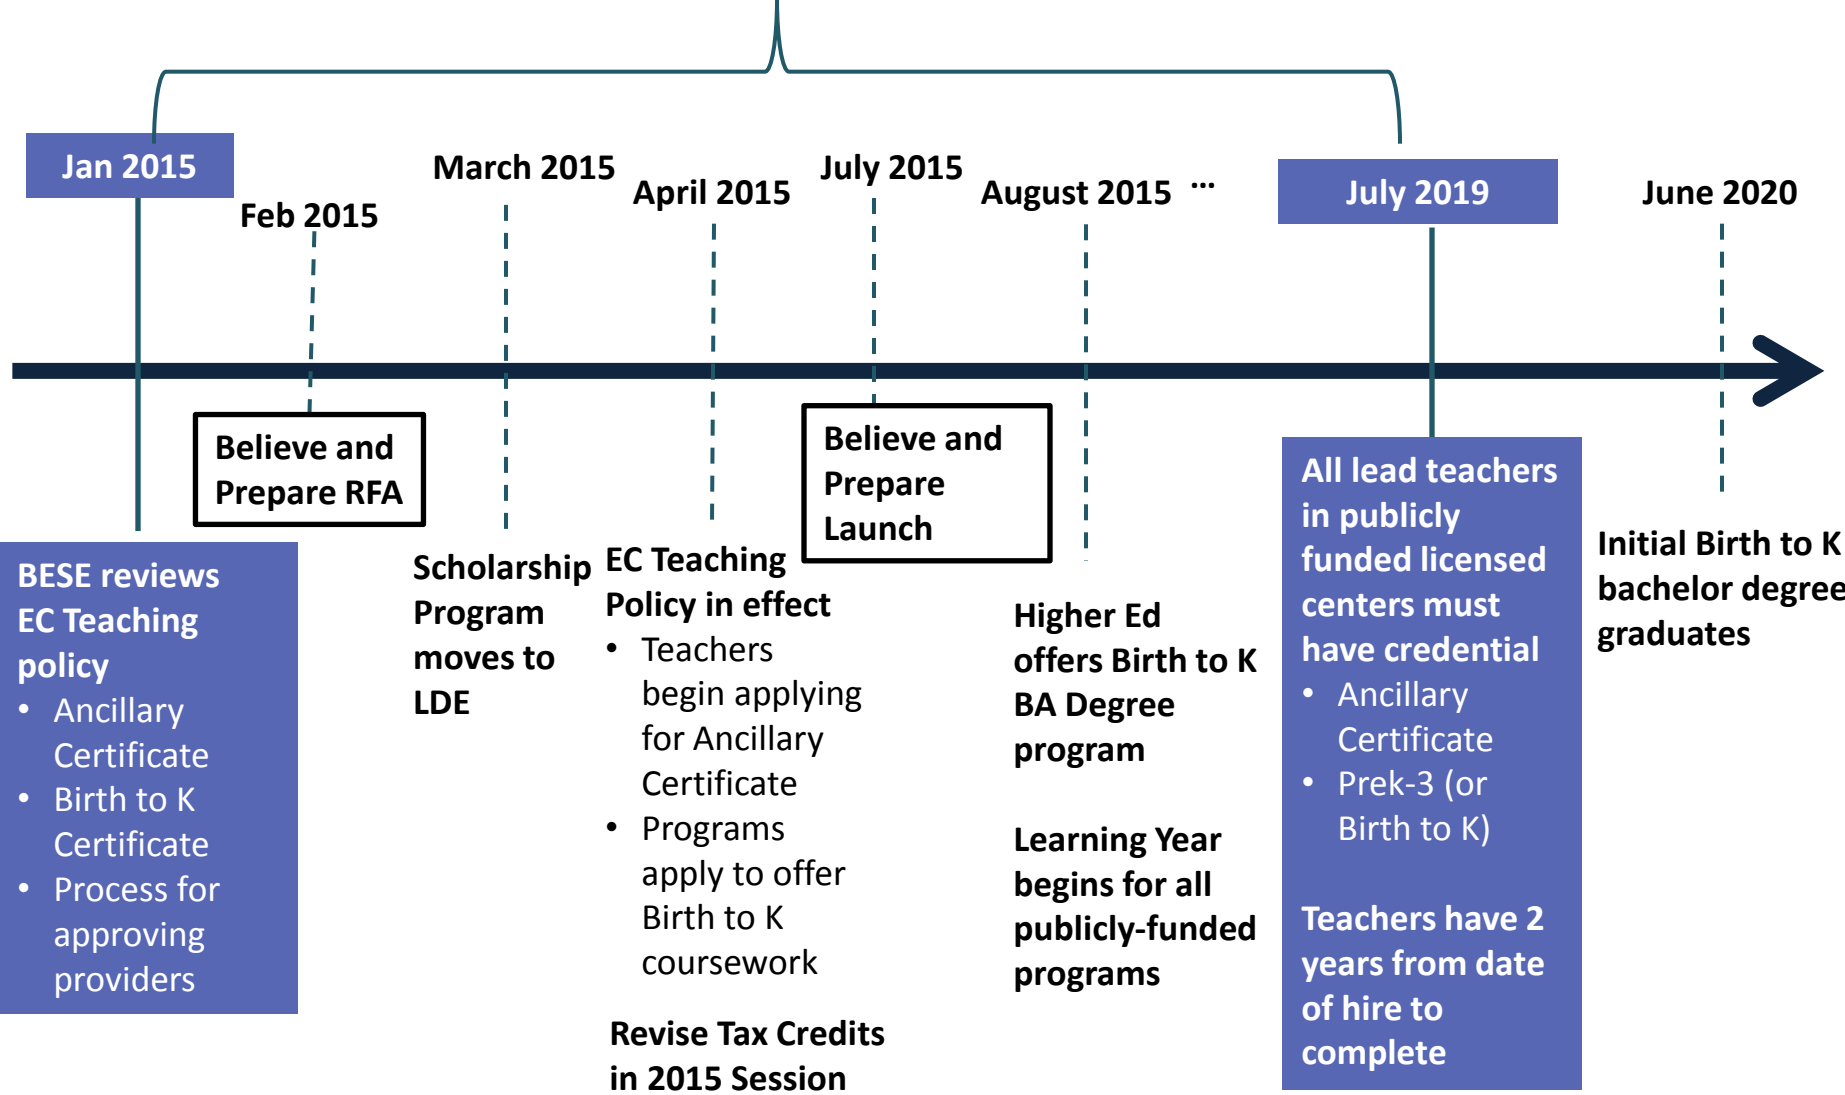 Jan 2015
Feb 2015
March 2015
April 2015
July 2015
August 2015 ...
July 2019
June 2020
BESE reviews
EC Teaching
policy
• Ancillary
Certificate
• Birth to K
Certificate
• Process for
approving
providers
Believe and
Prepare RFA
Scholarship
Program
moves to
LDE
EC Teaching
Policy in effect
• Teachers
begin applying
for Ancillary
Certificate
• Programs
apply to offer
Birth to K
coursework
Revise Tax Credits
in 2015 Session
Believe and
Prepare
Launch
Higher Ed
offers Birth to K
BA Degree
program
Learning Year
begins for all
publicly-funded
programs
All lead teachers
in publicly
funded licensed
centers must
have credential
• Ancillary
Certificate
• Prek-3 (or
Birth to K)
Teachers have 2
years from date
of hire to
complete
Initial Birth to K
bachelor degree
graduates